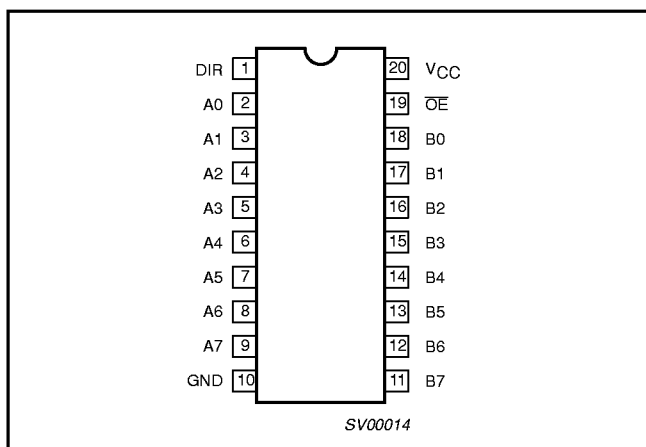 DIR 1 20 VCC
A0 2 19 O̅E̅
A1 3 18 B0
A2 4 17 B1
A3 5 16 B2
A4 6 15 B3
A5 7 14 B4
A6 8 13 B5
A7 9 12 B6
GND 10 11 B7
SV00014